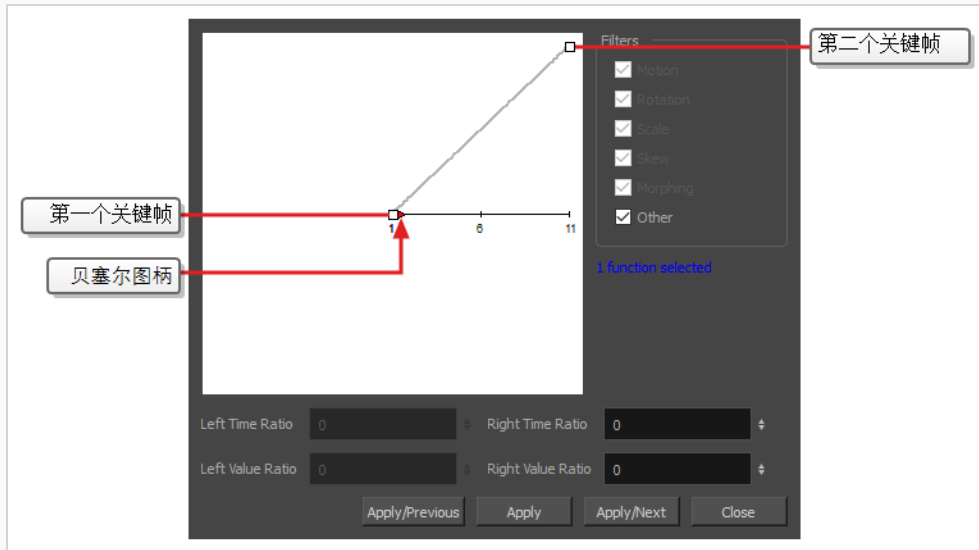 Filters
第二个关键帧
Motion
Rotation
Scale
Skew
Morphing
Other
第一个关键帧
1
6
11
贝塞尔图柄
1 function selected
Left Time Ratio
0
Right Time Ratio
0
Left Value Ratio
0
Right Value Ratio
0
Apply/Previous
Apply
Apply/Next
Close